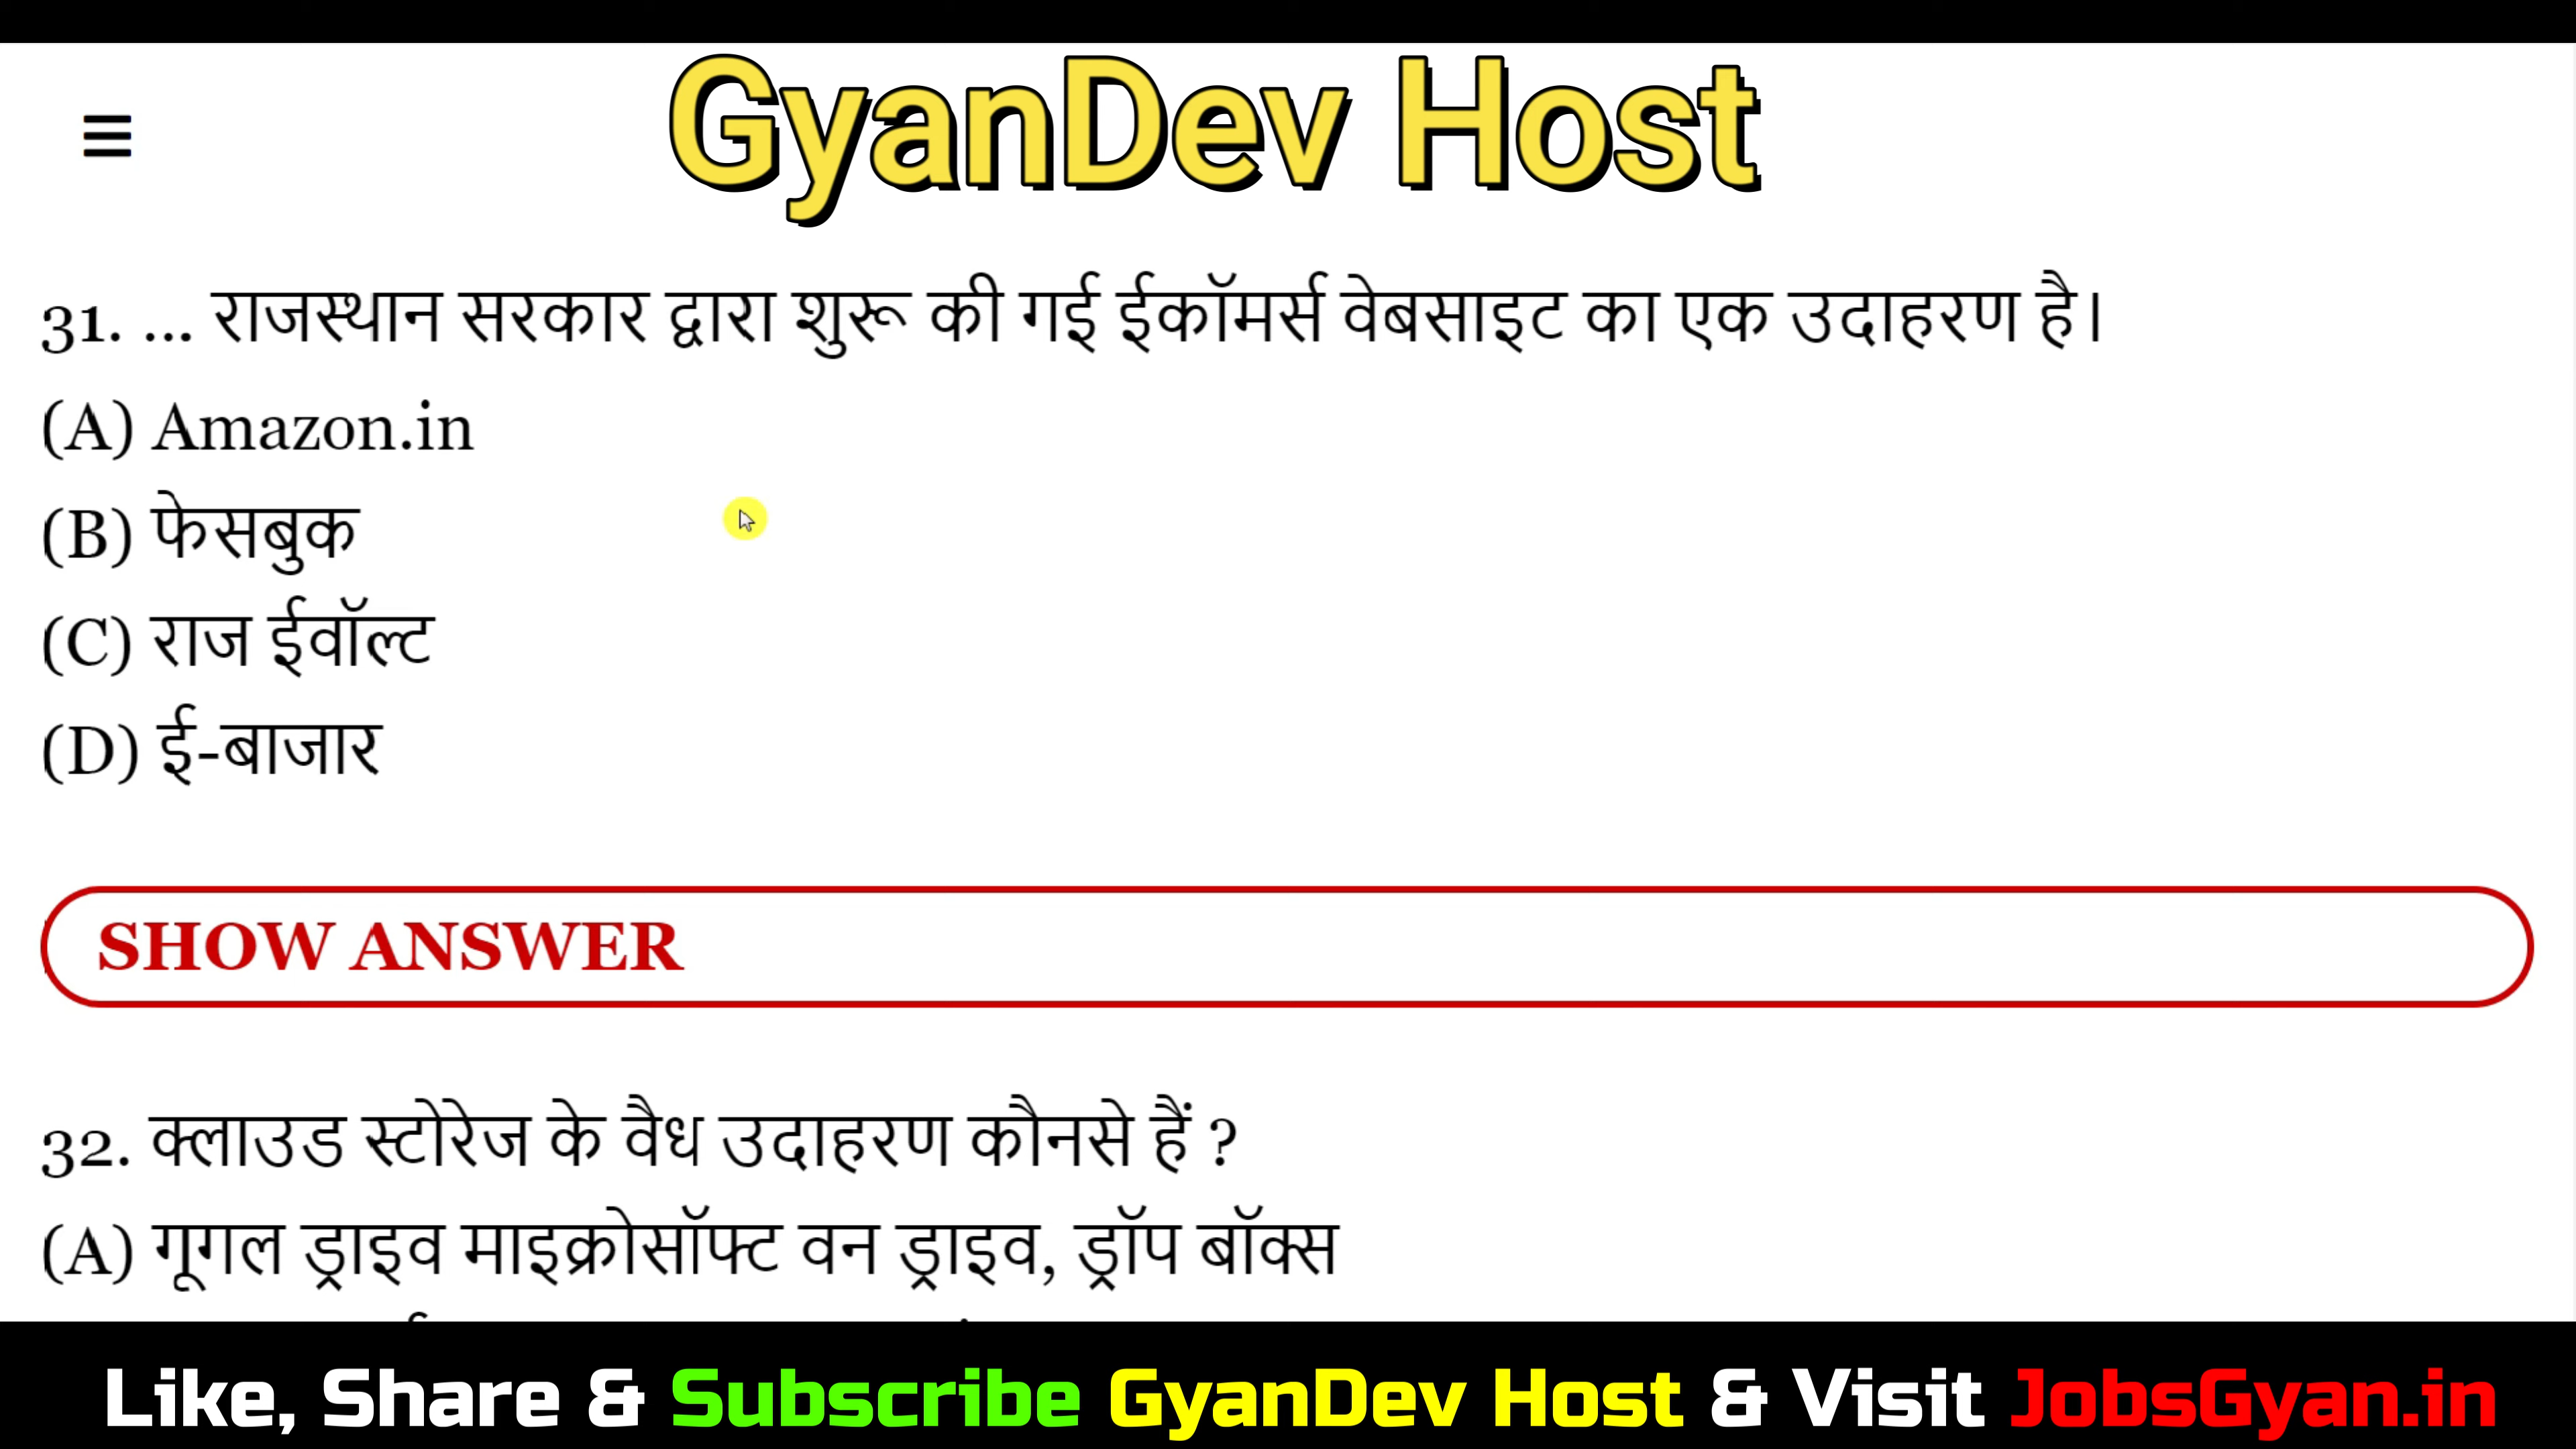 GyanDev Host
31. ... राजस्थान सरकार द्वारा शुरू की गई ईकॉमर्स वेबसाइट का एक उदाहरण है।
(A) Amazon.in
(B) फेसबुक
(C) राज ईवॉल्ट
(D) ई-बाजार
SHOW ANSWER
32. क्लाउड स्टोरेज के वैध उदाहरण कौनसे हैं ?
(A) गूगल ड्राइव माइक्रोसॉफ्ट वन ड्राइव, ड्रॉप बॉक्स
Like, Share & Subscribe GyanDev Host & Visit JobsGyan.in